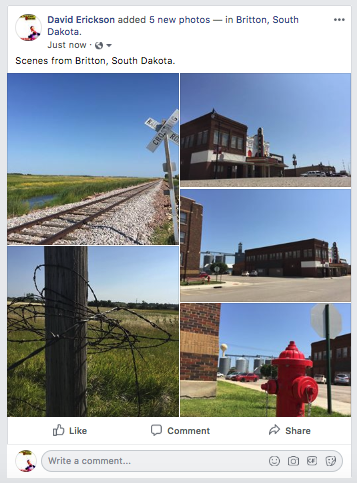 David Erickson added 5 new photos — in Britton, South
Dakota.
Just now ·
Scenes from Britton, South Dakota.
Like
Comment
Share
Write a comment...
GIF